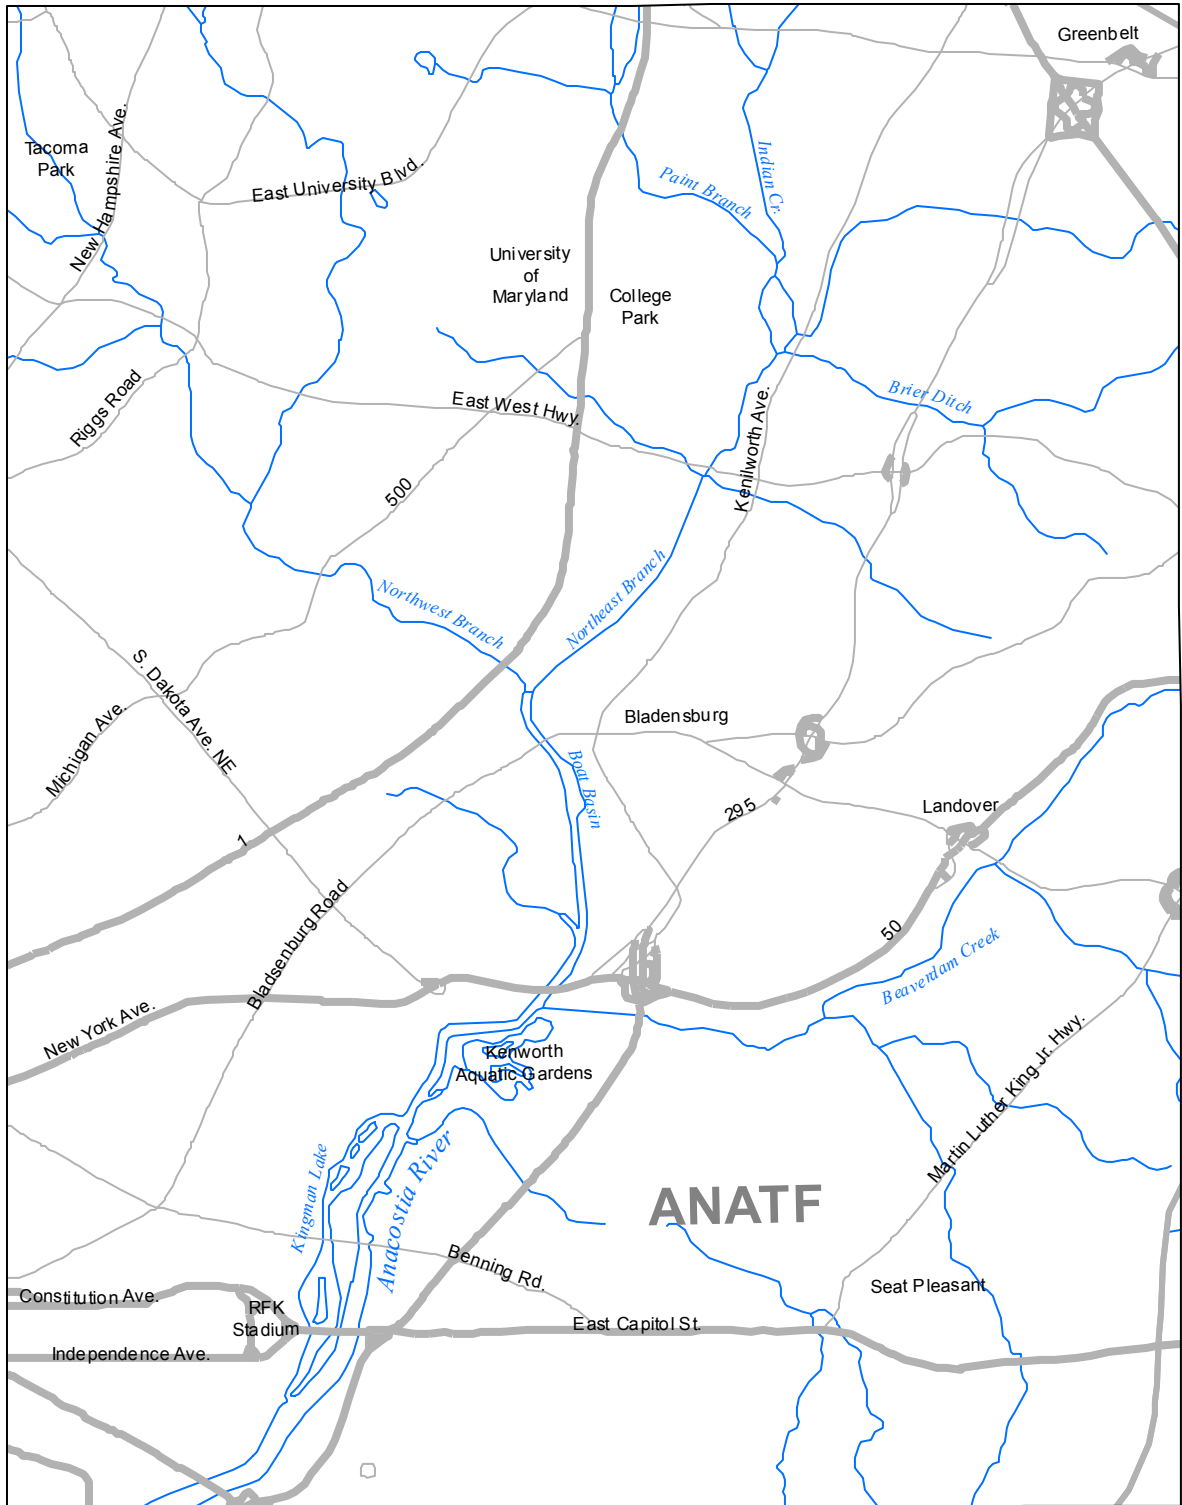 Greenbelt
Tacoma
Park
New Hampshire Ave.
East University Blvd.
Indian Cr.
Paint Branch
University
of
Maryland
College
Park
Riggs Road
East West Hwy.
Kenilworth Ave.
Brier Ditch
500
Northwest Branch
Northeast Branch
S. Dakota Ave. NE
Michigan Ave.
Bladensburg
Boat Basin
295
Landover
1
Bladsenburg Road
50
Beaverdam Creek
New York Ave.
Kenworth
Aquatic Gardens
Martin Luther King Jr. Hwy.
Kingman Lake
Anacostia River
ANATF
Benning Rd.
Seat Pleasant
Constitution Ave.
RFK
Stadium
East Capitol St.
Independence Ave.